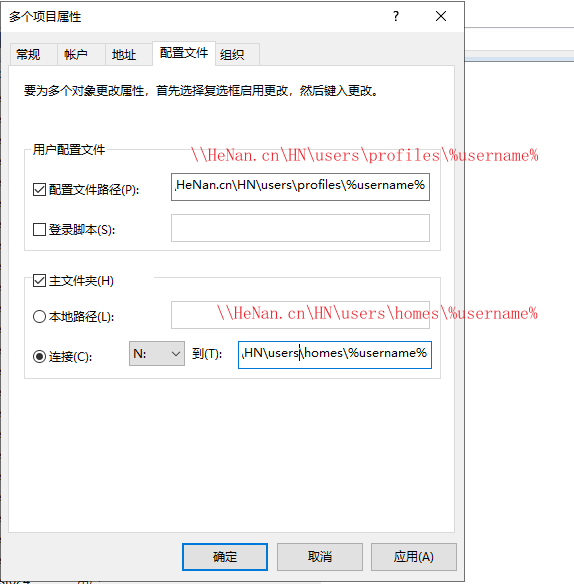 多个项目属性
?
常规 帐户 地址 配置文件 组织
要为多个对象更改属性，首先选择复选框启用更改，然后键入更改。
用户配置文件
\\HeNan.cn\HN\users\profiles\%username%
配置文件路径(P): \HeNan.cn\HN\users\profiles\%username%
登录脚本(S):
主文件夹(H)
\\HeNan.cn\HN\users\homes\%username%
本地路径(L):
连接(C): N: 到(T): \HN\users\homes\%username%
确定 取消 应用(A)